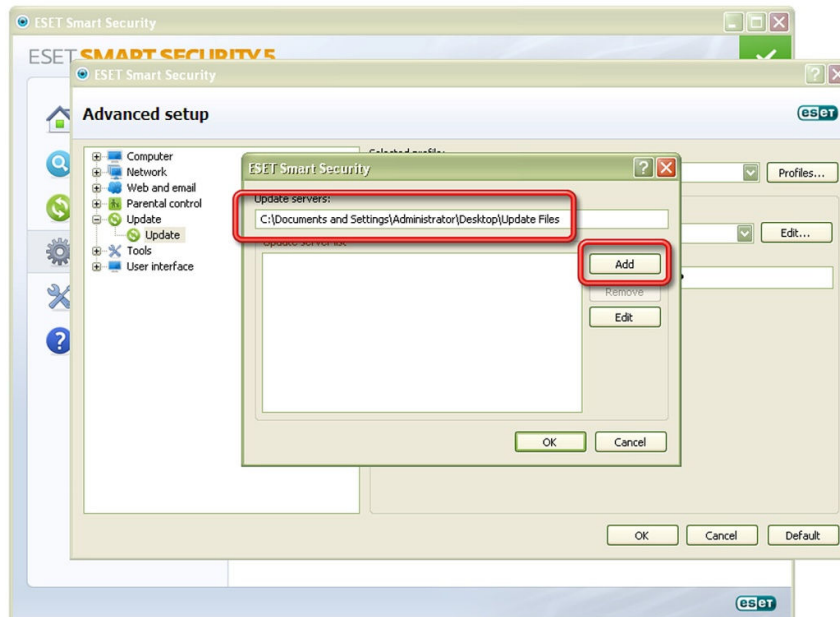 ESET Smart Security
ESET SMART SECURITY 5
ESET Smart Security
Advanced setup
eset
Computer
Network
Web and email
Parental control
Update
Update
Tools
User interface
Selected profile:
Profiles...
Edit...
ESET Smart Security
Update servers:
C:\Documents and Settings\Administrator\Desktop\Update Files
Update server list
Add
Remove
Edit
OK
Cancel
OK
Cancel
Default
eset